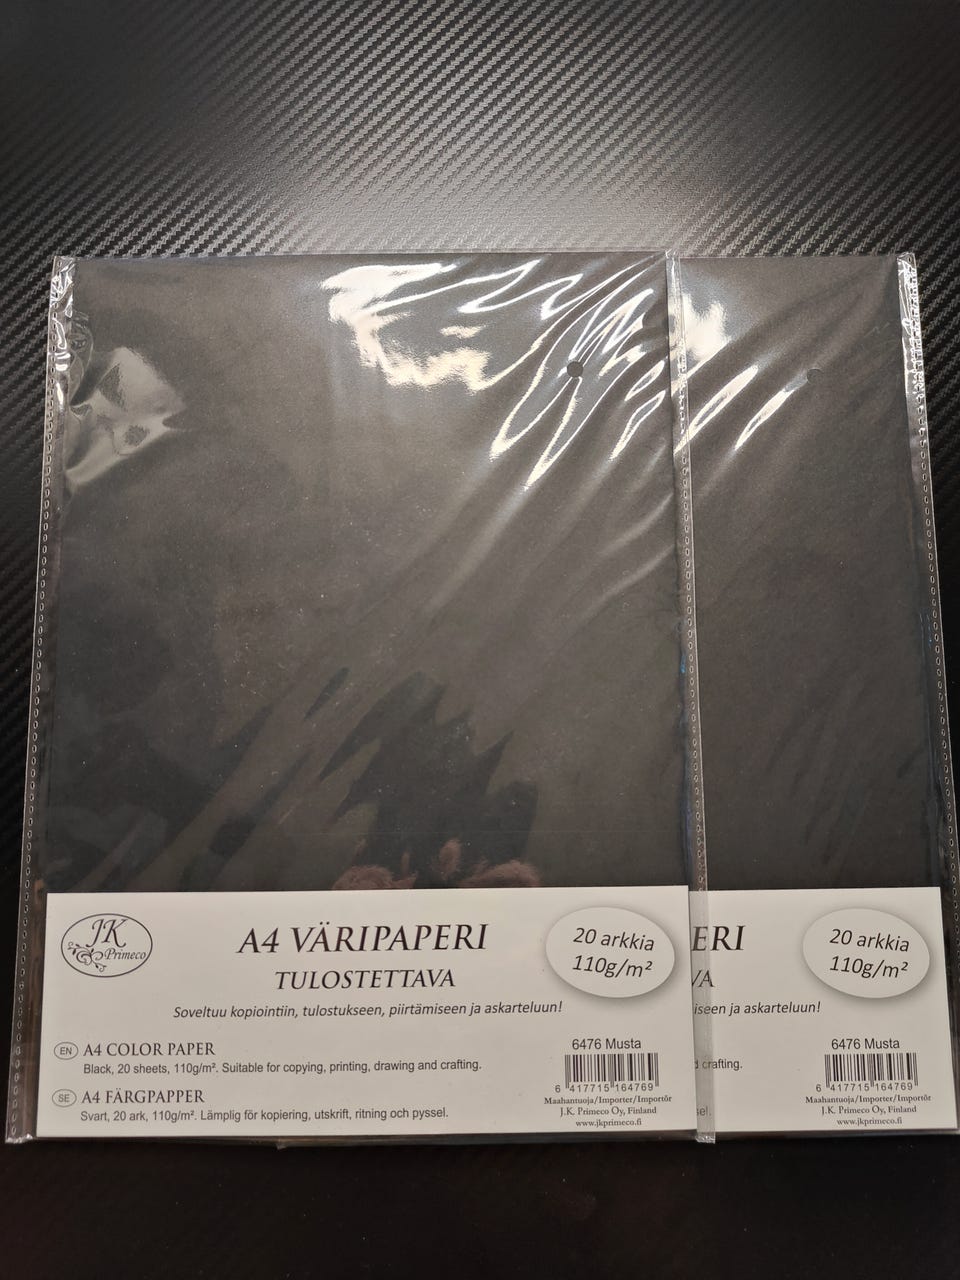 JK
Primeco
A4 VÄRIPAPERI
TULOSTETTAVA
Soveltuu kopiointiin, tulostukseen, piirtämiseen ja askarteluun!
20 arkkia
110g/m²
EN A4 COLOR PAPER
Black, 20 sheets, 110g/m². Suitable for copying, printing, drawing and crafting.
SE A4 FÄRGPAPPER
Svart, 20 ark, 110g/m². Lämplig för kopiering, utskrift, ritning och pyssel.
6476 Musta
6 417715 164769
Maahantuoja/Importer/Importör
J.K. Primeco Oy, Finland
www.jkprimeco.fi
ERI
VA
iseen ja askarteluun!
20 arkkia
110g/m²
d crafting.
sel.
6476 Musta
6 417715 164769
Maahantuoja/Importer/Importör
J.K. Primeco Oy, Finland
www.jkprimeco.fi